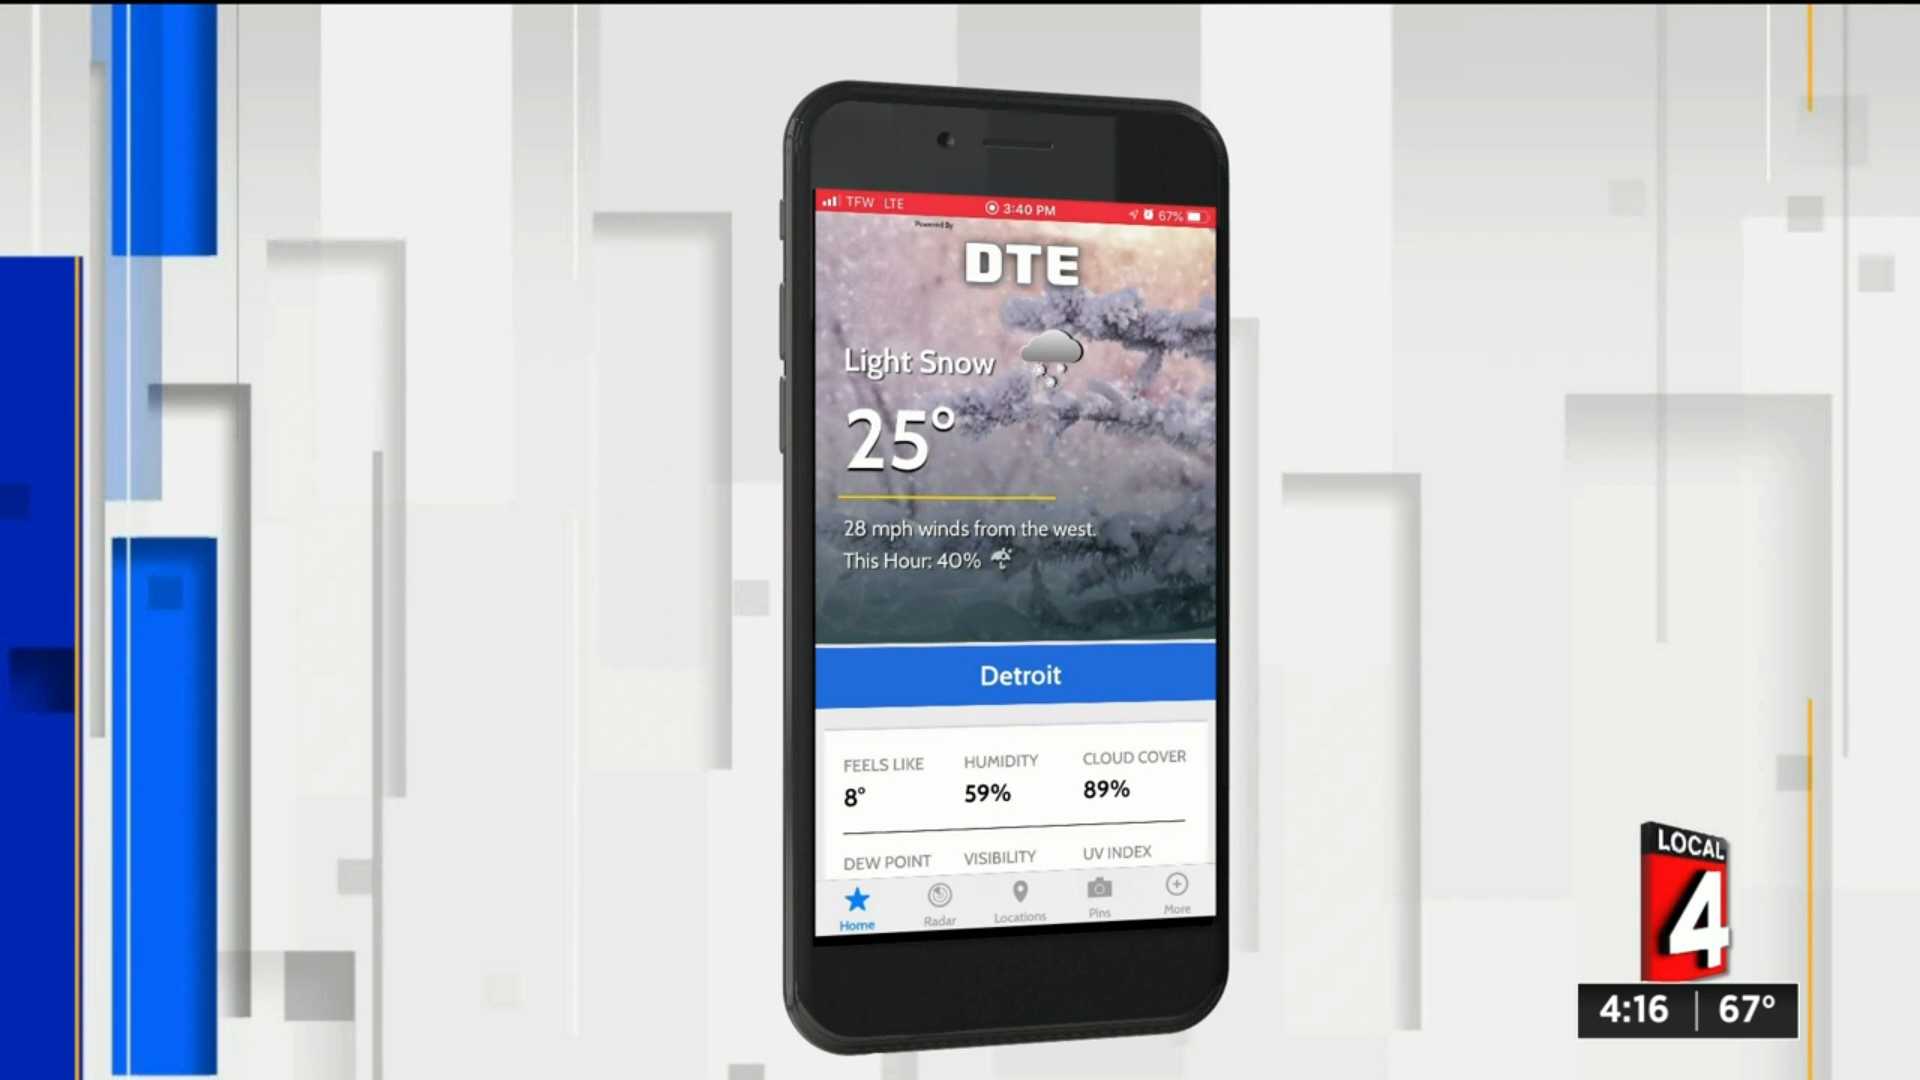 TFW LTE 3:40 PM 67%
Powered By
DTE
Light Snow
25°
28 mph winds from the west.
This Hour: 40%
Detroit
FEELS LIKE HUMIDITY CLOUD COVER
8° 59% 89%
DEW POINT VISIBILITY UV INDEX
Home Radar Locations Pins More
LOCAL
4
4:16 67°